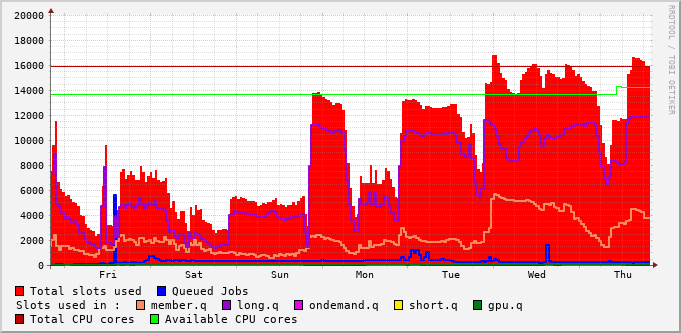 20000
18000
16000
14000
12000
10000
8000
6000
4000
2000
0
Fri Sat Sun Mon Tue Wed Thu
RRDTOOL / TOBI OETIKER
Total slots used Queued Jobs
Slots used in : member.q long.q ondemand.q short.q gpu.q
Total CPU cores Available CPU cores